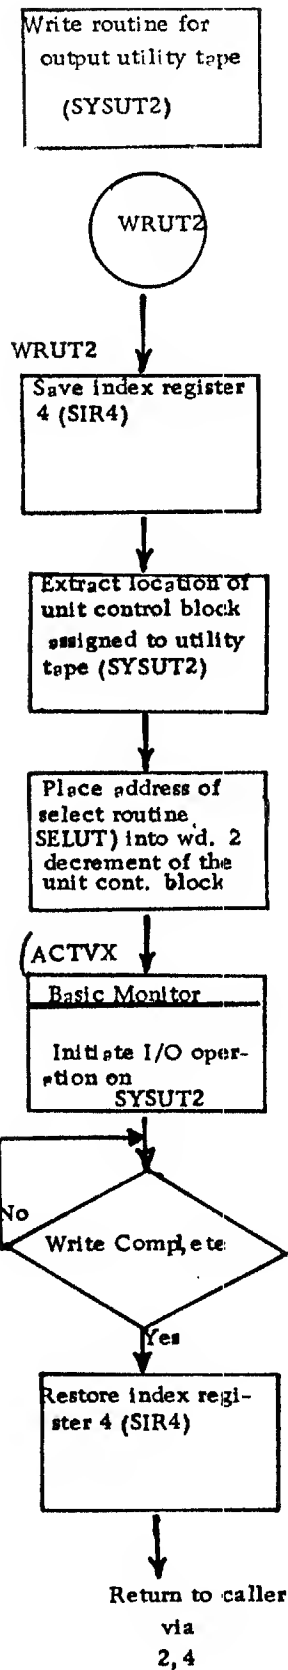 Write routine for
output utility tape
(SYSUT2)
WRUT2
WRUT2
Save index register
4 (SIR4)
Extract location of
unit control block
assigned to utility
tape (SYSUT2)
Place address of
select routine
SELUT) into wd. 2
decrement of the
unit cont. block
(ACTVX
Basic Monitor
Initiate I/O oper-
ation on
SYSUT2
No
Write Complete
Yes
Restore index regi-
ster 4 (SIR4)
Return to caller
via
2, 4